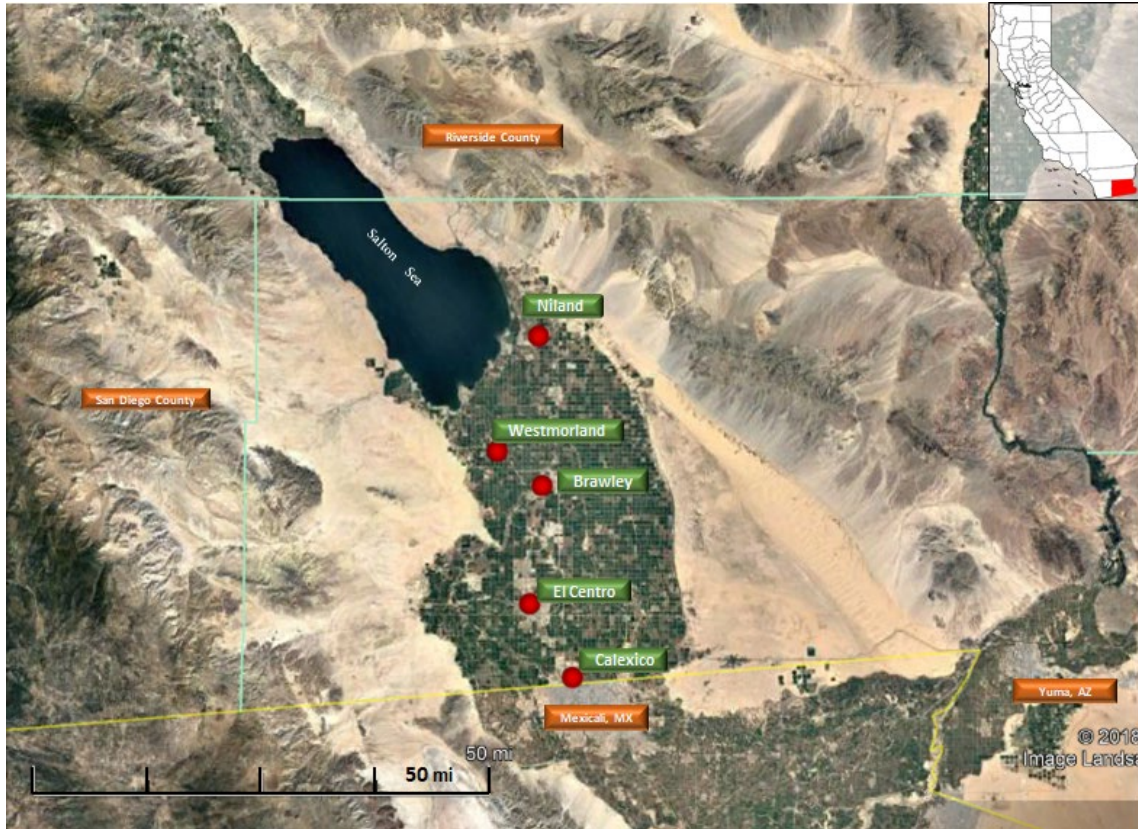 Riverside County
Salton Sea
Niland
San Diego County
Westmorland
Brawley
El Centro
Calexico
Yuma, AZ
Mexicali, MX
© 2018
50 mi
Image Landsa
50 mi